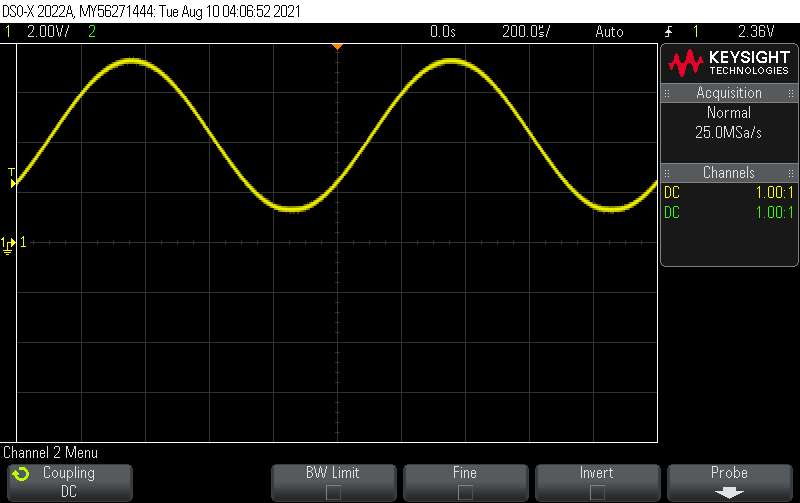 DSO-X 2022A, MY56271444: Tue Aug 10 04:06:52 2021
1 2.00V/ 2 0.0s 200.0µs/ Auto 1 2.36V
KEYSIGHT
TECHNOLOGIES
Acquisition
Normal
25.0MSa/s
Channels
DC 1.00:1
DC 1.00:1
T
1 1
Channel 2 Menu
Coupling
DC
BW Limit
Fine
Invert
Probe